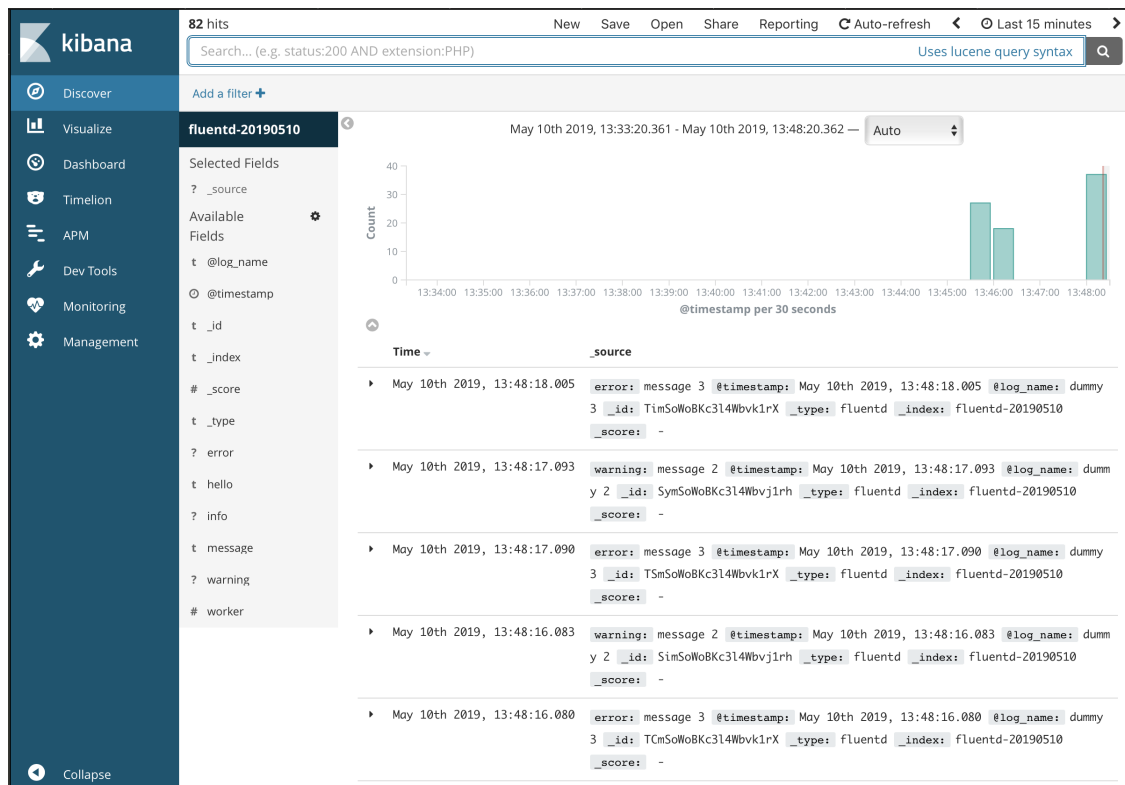 kibana
Discover
Visualize
Dashboard
Timelion
APM
Dev Tools
Monitoring
Management
Collapse
82 hits
New Save Open Share Reporting Auto-refresh Last 15 minutes
Search... (e.g. status:200 AND extension:PHP) Uses lucene query syntax
Add a filter +
fluentd-20190510
Selected Fields
? _source
Available
Fields
t @log_name
@timestamp
t _id
t _index
# _score
t _type
? error
t hello
? info
t message
? warning
# worker
May 10th 2019, 13:33:20.361 - May 10th 2019, 13:48:20.362 — Auto
40
30
20
10
0
Count
13:34:00 13:35:00 13:36:00 13:37:00 13:38:00 13:39:00 13:40:00 13:41:00 13:42:00 13:43:00 13:44:00 13:45:00 13:46:00 13:47:00 13:48:00
@timestamp per 30 seconds
Time _source
May 10th 2019, 13:48:18.005 error: message 3 @timestamp: May 10th 2019, 13:48:18.005 @log_name: dummy
3 _id: TimSoWoBKc3l4Wbvk1rX _type: fluentd _index: fluentd-20190510
_score: -
May 10th 2019, 13:48:17.093 warning: message 2 @timestamp: May 10th 2019, 13:48:17.093 @log_name: dumm
y 2 _id: SymSoWoBKc3l4Wbvj1rh _type: fluentd _index: fluentd-20190510
_score: -
May 10th 2019, 13:48:17.090 error: message 3 @timestamp: May 10th 2019, 13:48:17.090 @log_name: dummy
3 _id: TSmSoWoBKc3l4Wbvk1rX _type: fluentd _index: fluentd-20190510
_score: -
May 10th 2019, 13:48:16.083 warning: message 2 @timestamp: May 10th 2019, 13:48:16.083 @log_name: dumm
y 2 _id: SimSoWoBKc3l4Wbvj1rh _type: fluentd _index: fluentd-20190510
_score: -
May 10th 2019, 13:48:16.080 error: message 3 @timestamp: May 10th 2019, 13:48:16.080 @log_name: dummy
3 _id: TCmSoWoBKc3l4Wbvk1rX _type: fluentd _index: fluentd-20190510
_score: -